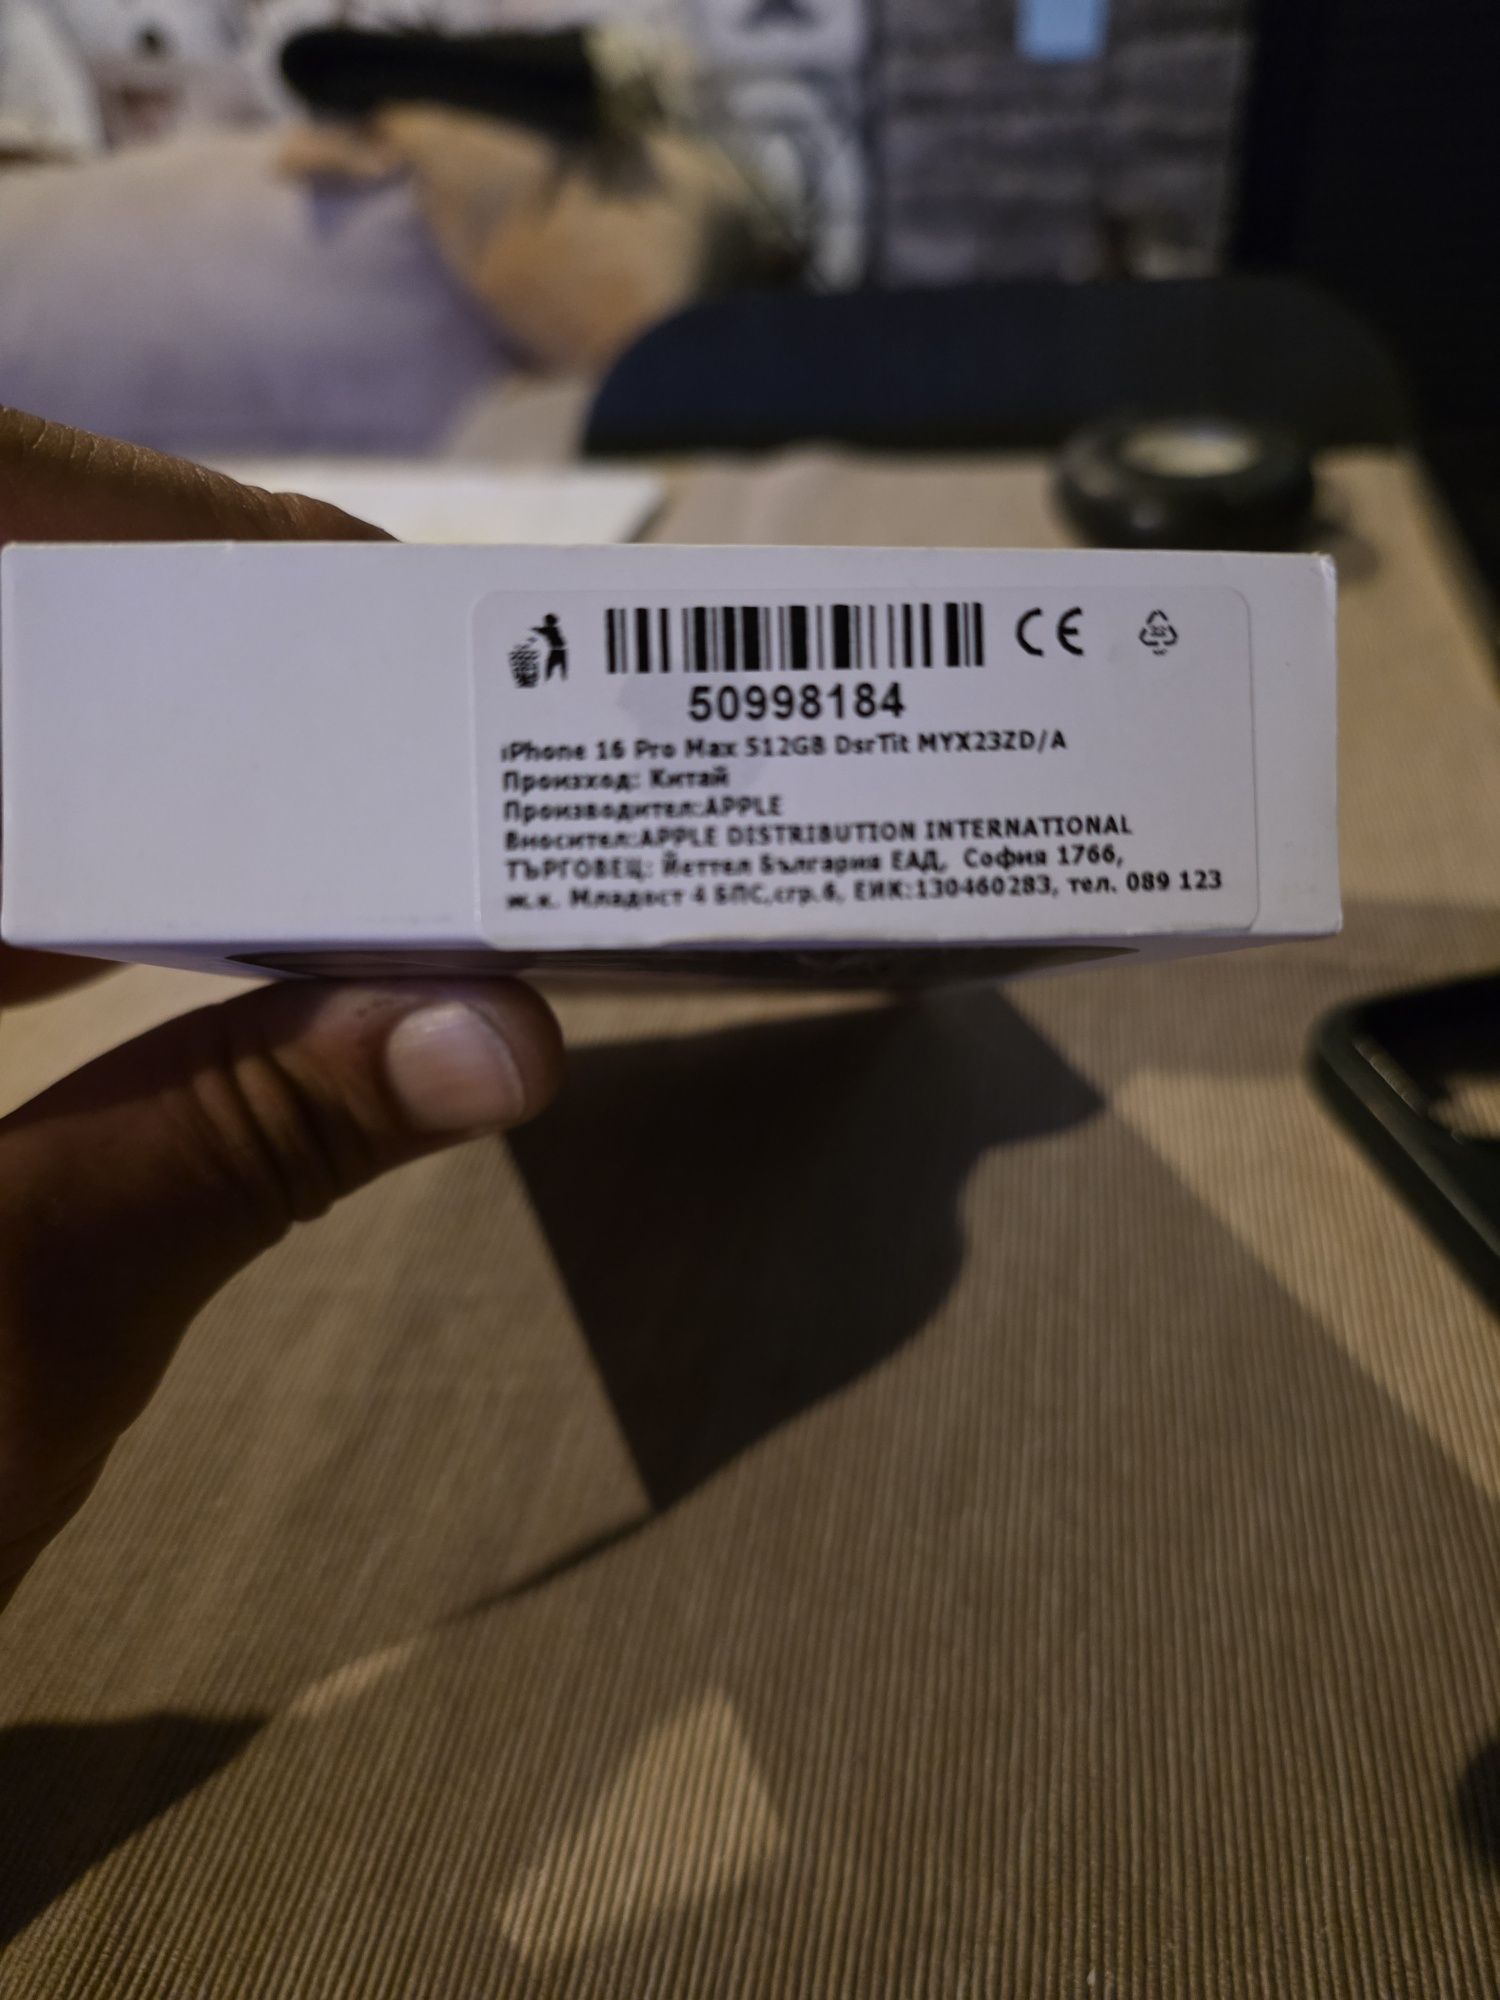 50998184
iPhone 16 Pro Max 512GB DsrTit MYX23ZD/A
Произход: Китай
Производител:APPLE
Вносител:APPLE DISTRIBUTION INTERNATIONAL
ТЪРГОВЕЦ: Йеттел България ЕАД, София 1766,
ж.к. Младост 4 БПС,сгр.6, ЕИК:130460283, тел. 089 123